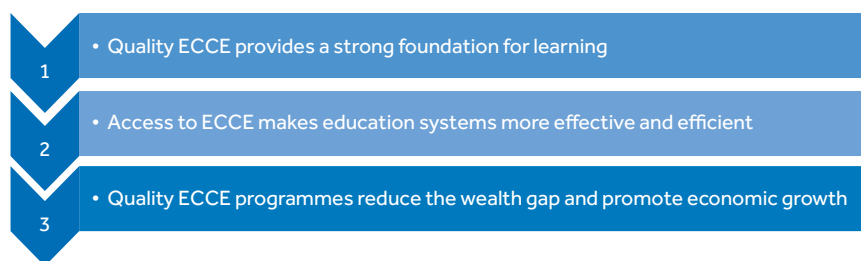 1
• Quality ECCE provides a strong foundation for learning
2
• Access to ECCE makes education systems more effective and efficient
3
• Quality ECCE programmes reduce the wealth gap and promote economic growth